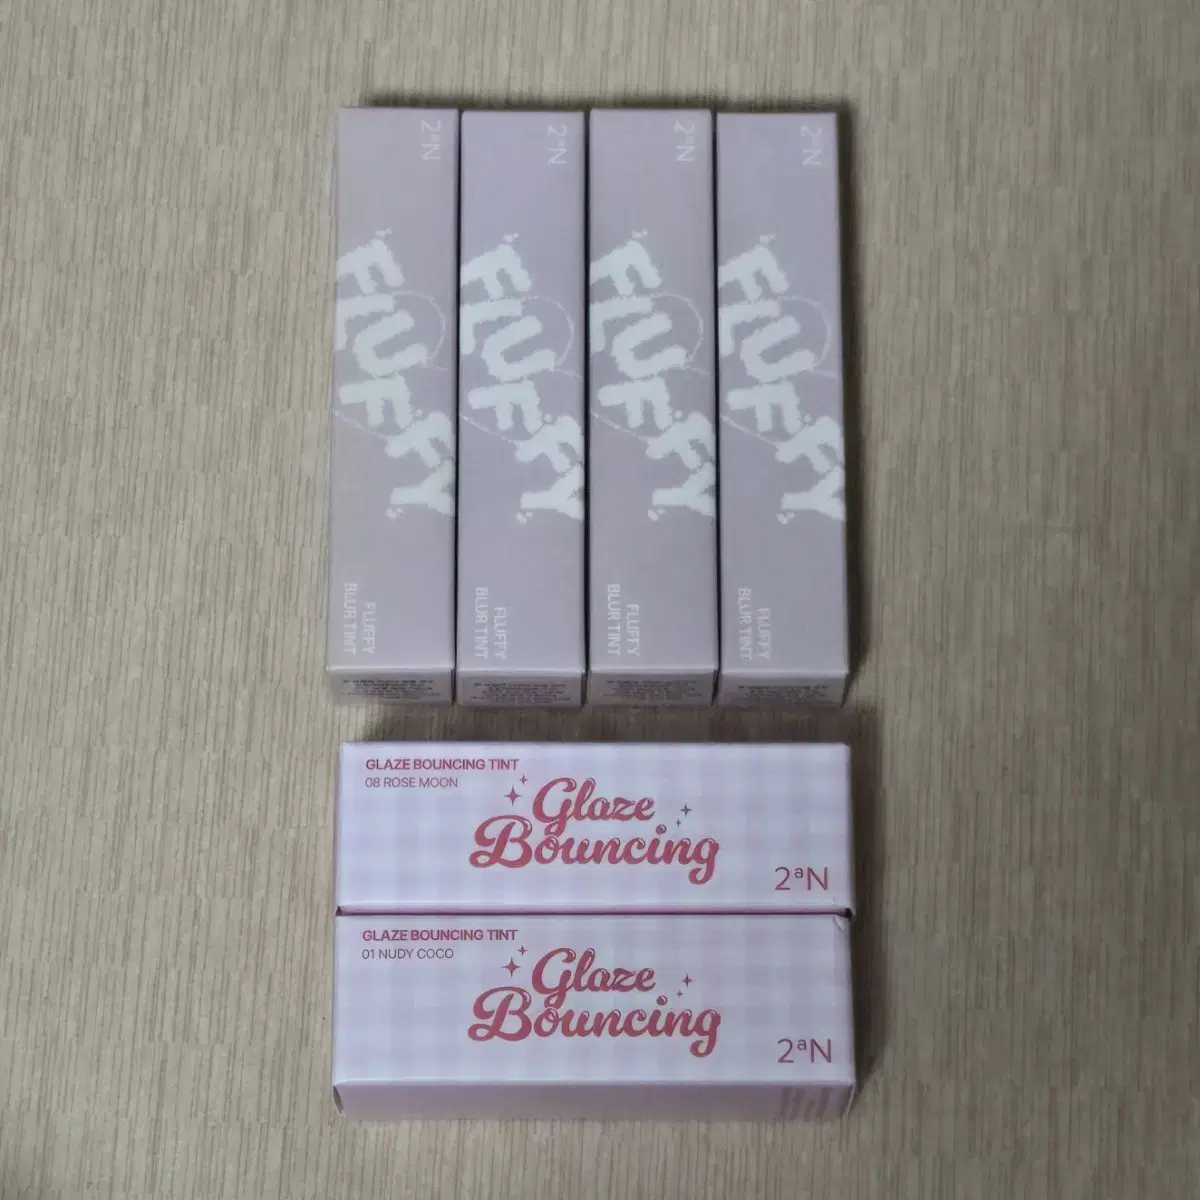 2ªN
FLUFFY
FLUFFY
BLUR TINT
2ªN
FLUFFY
FLUFFY
BLUR TINT
2ªN
FLUFFY
FLUFFY
BLUR TINT
2ªN
FLUFFY
FLUFFY
BLUR TINT
GLAZE BOUNCING TINT
08 ROSE MOON
Glaze
Bouncing
2ªN
GLAZE BOUNCING TINT
01 NUDY COCO
Glaze
Bouncing
2ªN